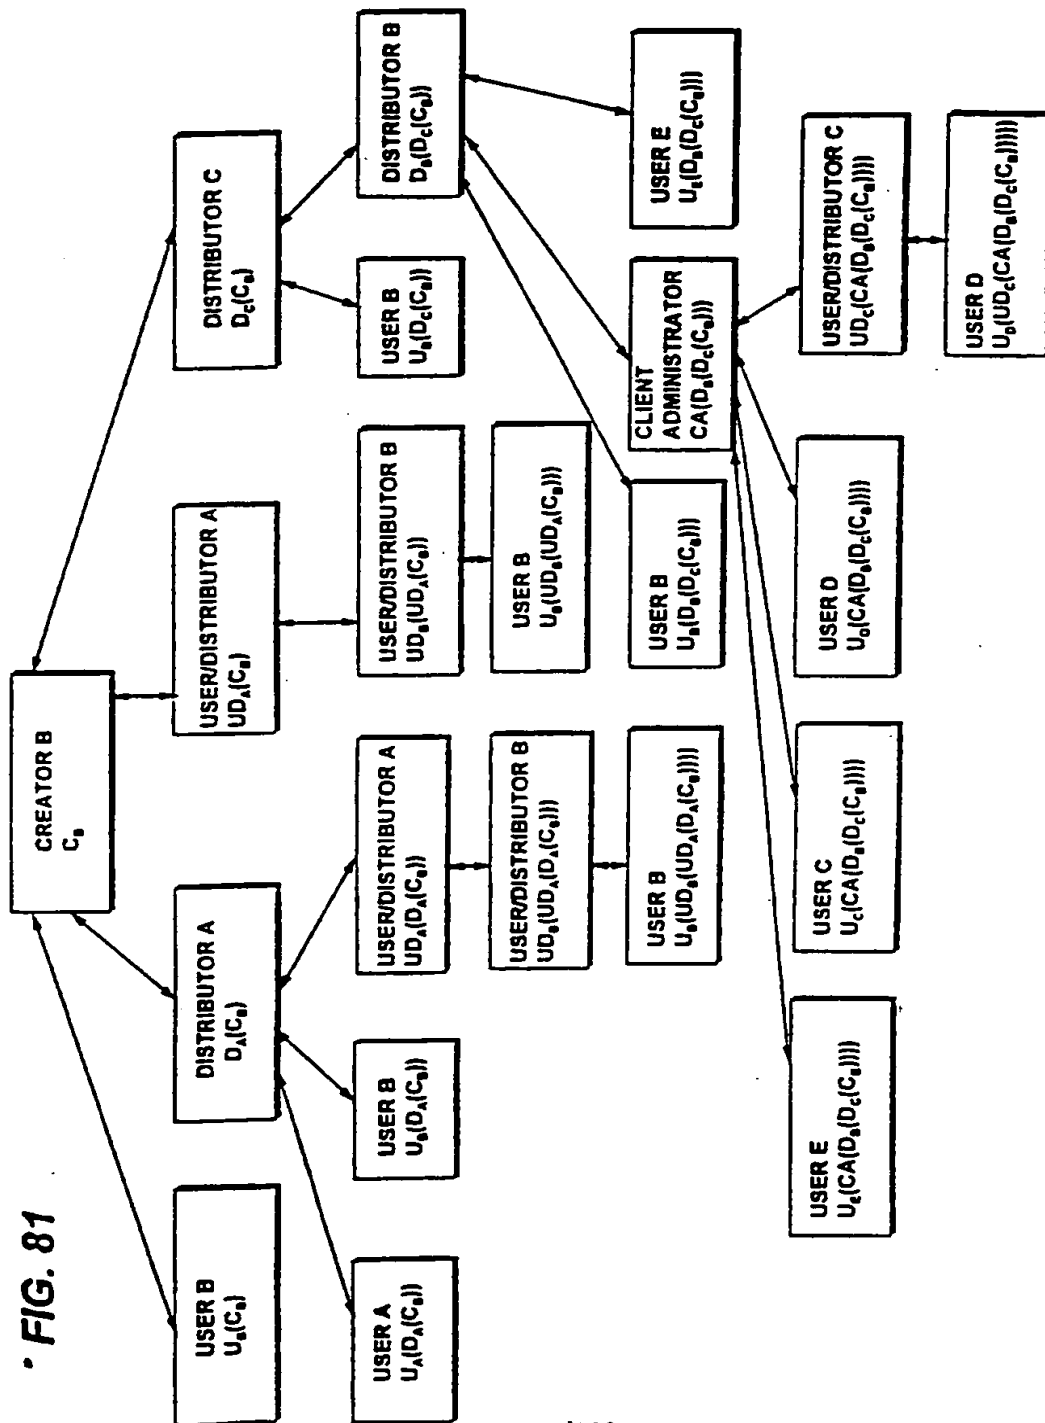 FIG. 81
CREATOR B
C_B
USER B
U_B(C_B)
DISTRIBUTOR A
D_A(C_B)
USER/DISTRIBUTOR A
UD_A(C_B)
DISTRIBUTOR C
D_C(C_B)
USER A
U_A(D_A(C_B))
USER B
U_B(D_A(C_B))
USER/DISTRIBUTOR A
UD_A(D_A(C_B))
USER/DISTRIBUTOR B
UD_B(UD_A(C_B))
USER B
U_B(D_C(C_B))
DISTRIBUTOR B
D_B(D_C(C_B))
USER/DISTRIBUTOR B
UD_B(UD_A(D_A(C_B)))
USER B
U_B(UD_B(UD_A(C_B)))
USER B
U_B(UD_B(UD_A(D_A(C_B))))
USER B
U_B(D_B(D_C(C_B)))
CLIENT
ADMINISTRATOR
CA(D_B(D_C(C_B)))
USER E
U_E(D_B(D_C(C_B)))
USER E
U_E(CA(D_B(D_C(C_B))))
USER C
U_C(CA(D_B(D_C(C_B))))
USER D
U_D(CA(D_B(D_C(C_B))))
USER/DISTRIBUTOR C
UD_C(CA(D_B(D_C(C_B))))
USER D
U_D(UD_C(CA(D_B(D_C(C_B)))))